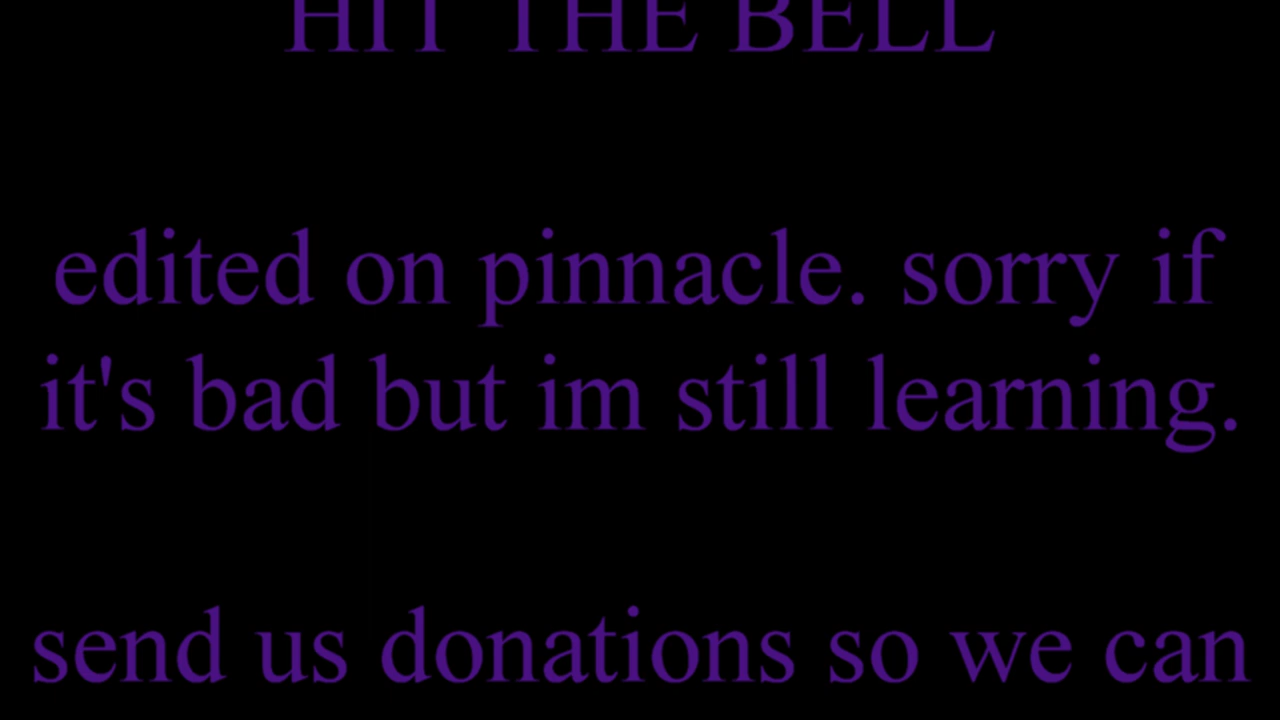 HIT THE BELL
edited on pinnacle. sorry if
it's bad but im still learning.
send us donations so we can